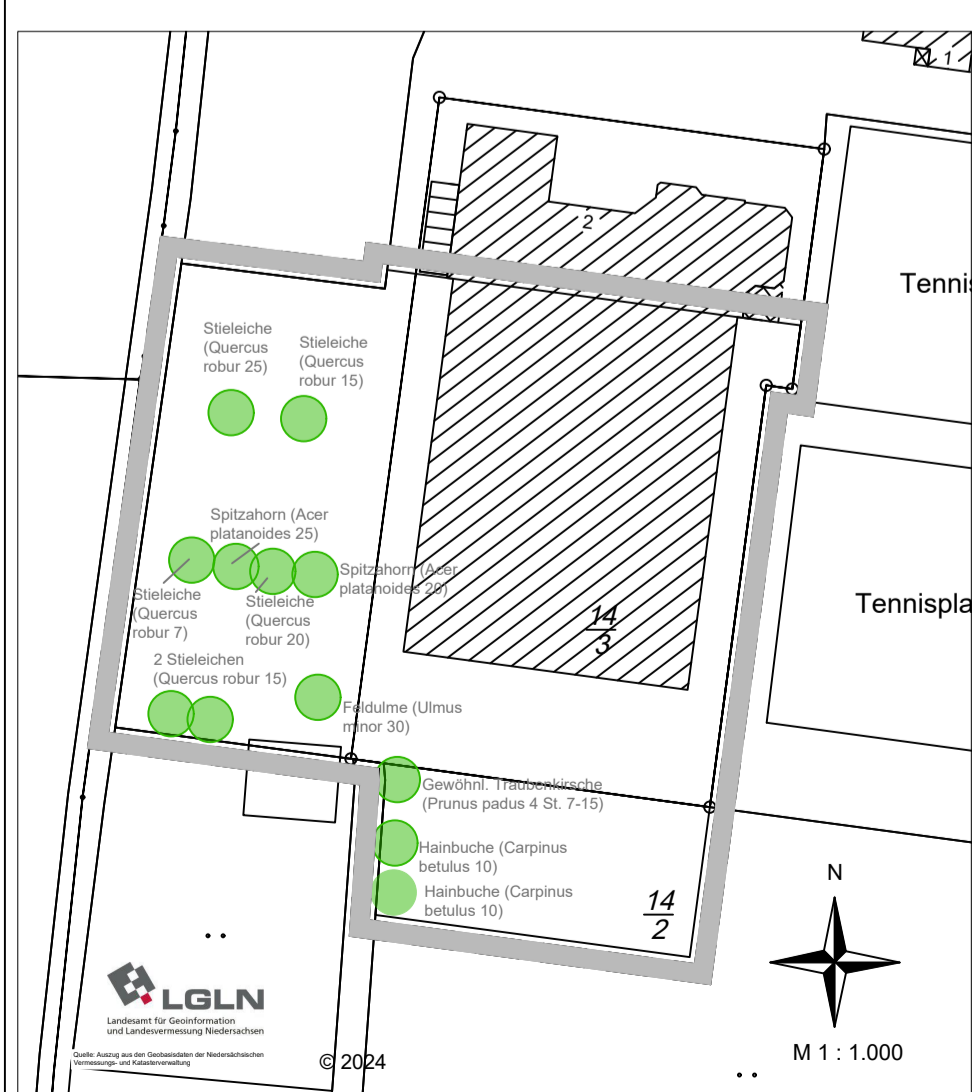 1
2
Tennis
Stieleiche
(Quercus
robur 25)
Stieleiche
(Quercus
robur 15)
Spitzahorn (Acer
platanoides 25)
Spitzahorn (Acer
platanoides 20)
Stieleiche
(Quercus
robur 7)
Stieleiche
(Quercus
robur 20)
14
3
Tennispla
2 Stieleichen
(Quercus robur 15)
Feldulme (Ulmus
minor 30)
Gewöhnl. Traubenkirsche
(Prunus padus 4 St. 7-15)
Hainbuche (Carpinus
betulus 10)
Hainbuche (Carpinus
betulus 10)
14
2
N
LGLN
Landesamt für Geoinformation
und Landesvermessung Niedersachsen
Quelle: Auszug aus den Geobasisdaten der Niedersächsischen
Vermessungs- und Katasterverwaltung
© 2024
M 1 : 1.000